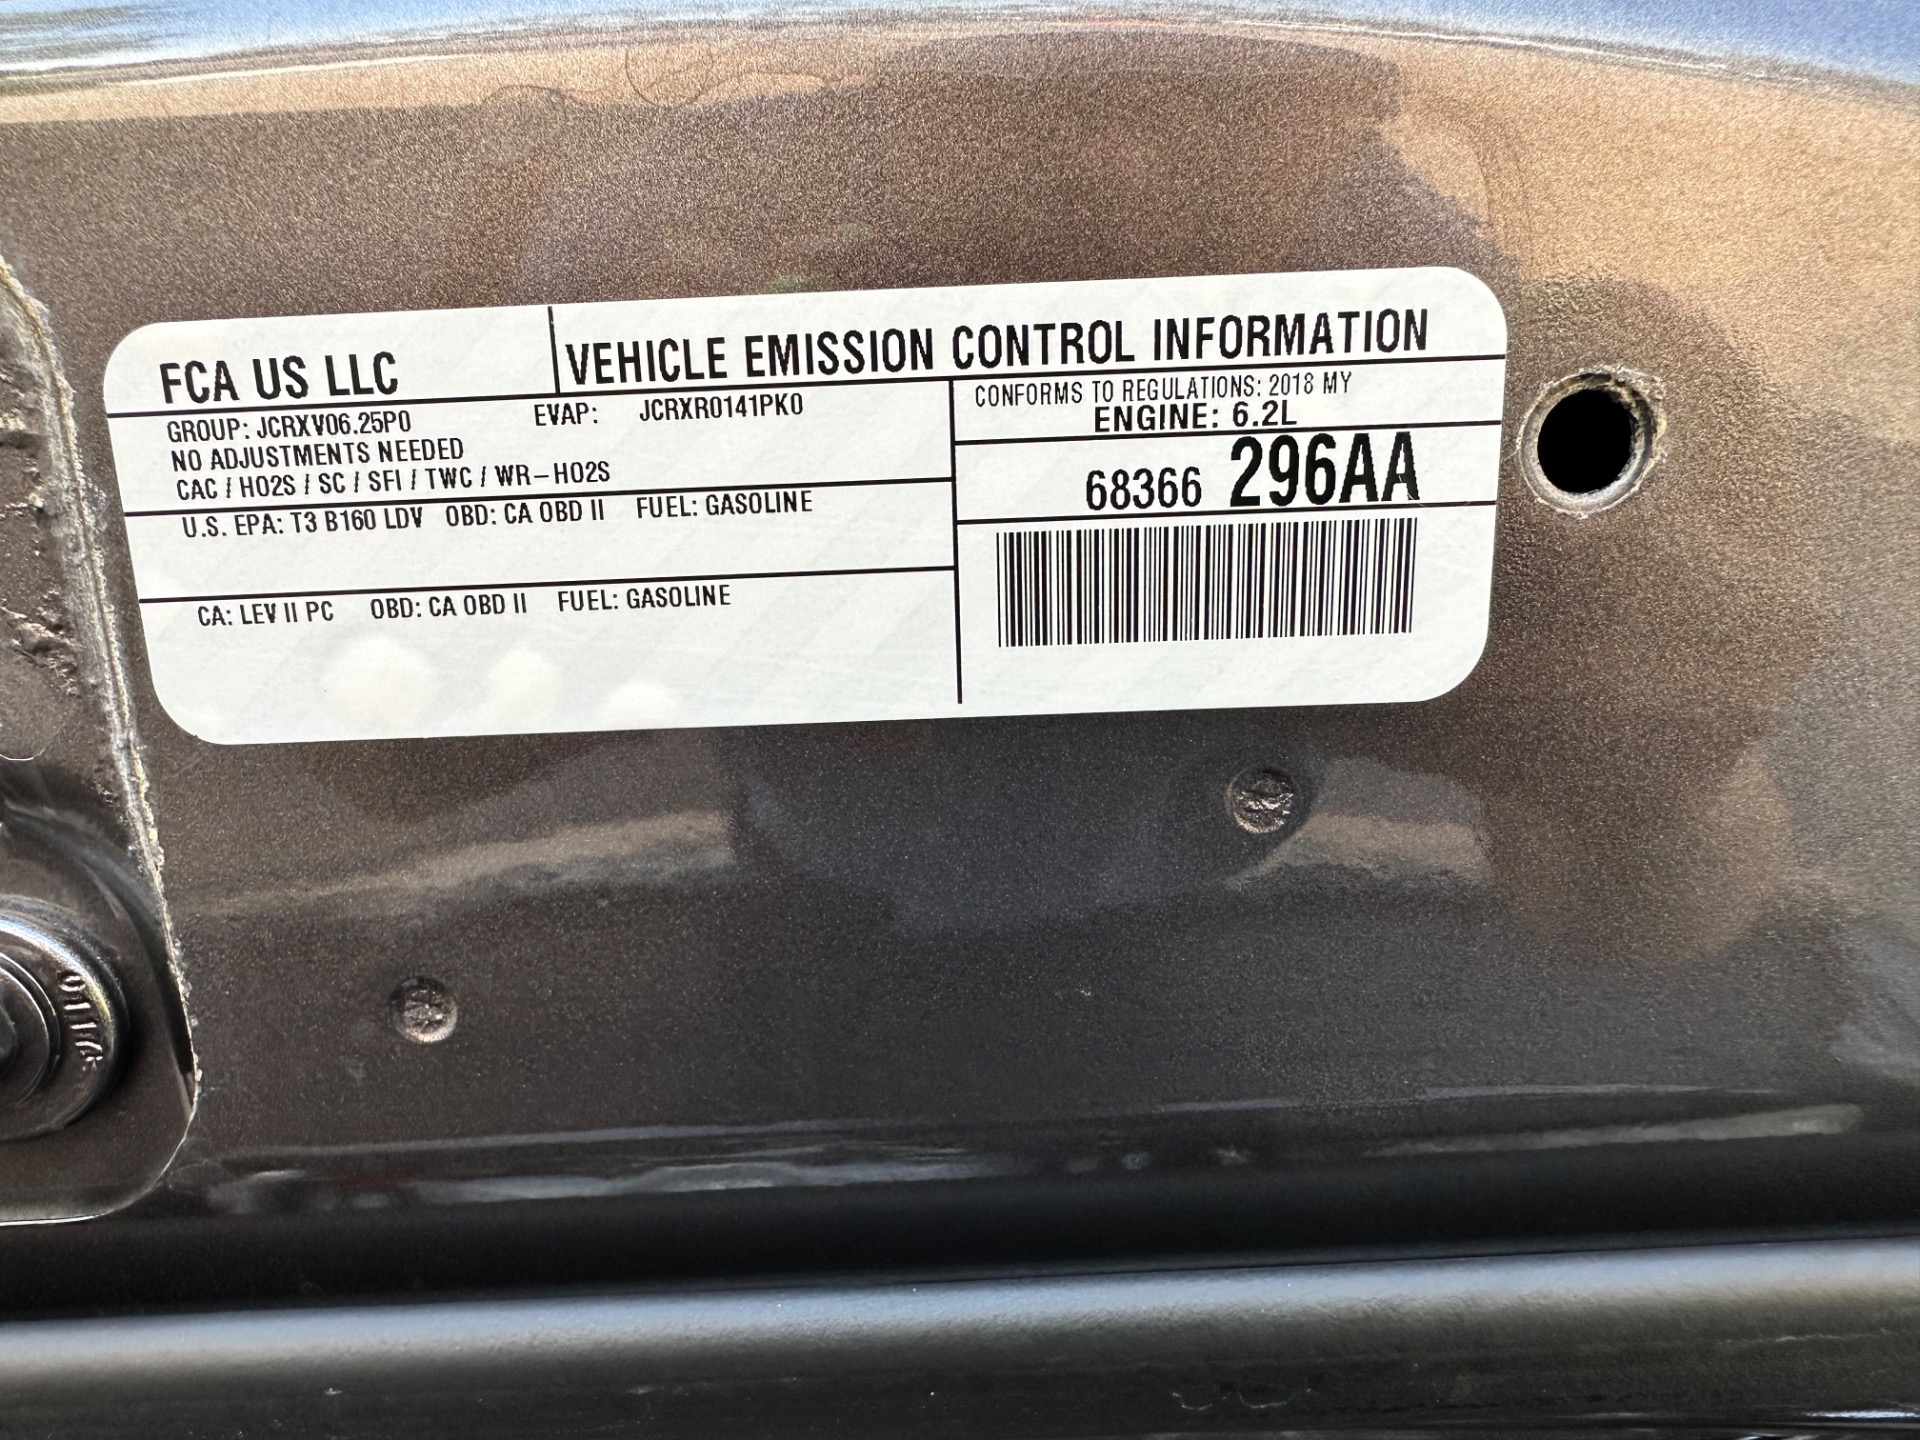 FCA US LLC
VEHICLE EMISSION CONTROL INFORMATION
GROUP: JCRXV06.25P0 EVAP: JCRXR0141PK0
NO ADJUSTMENTS NEEDED
CAC / HO2S / SC / SFI / TWC / WR-HO2S
U.S. EPA: T3 B160 LDV OBD: CA OBD II FUEL: GASOLINE
CA: LEV II PC OBD: CA OBD II FUEL: GASOLINE
CONFORMS TO REGULATIONS: 2018 MY
ENGINE: 6.2L
68366 296AA